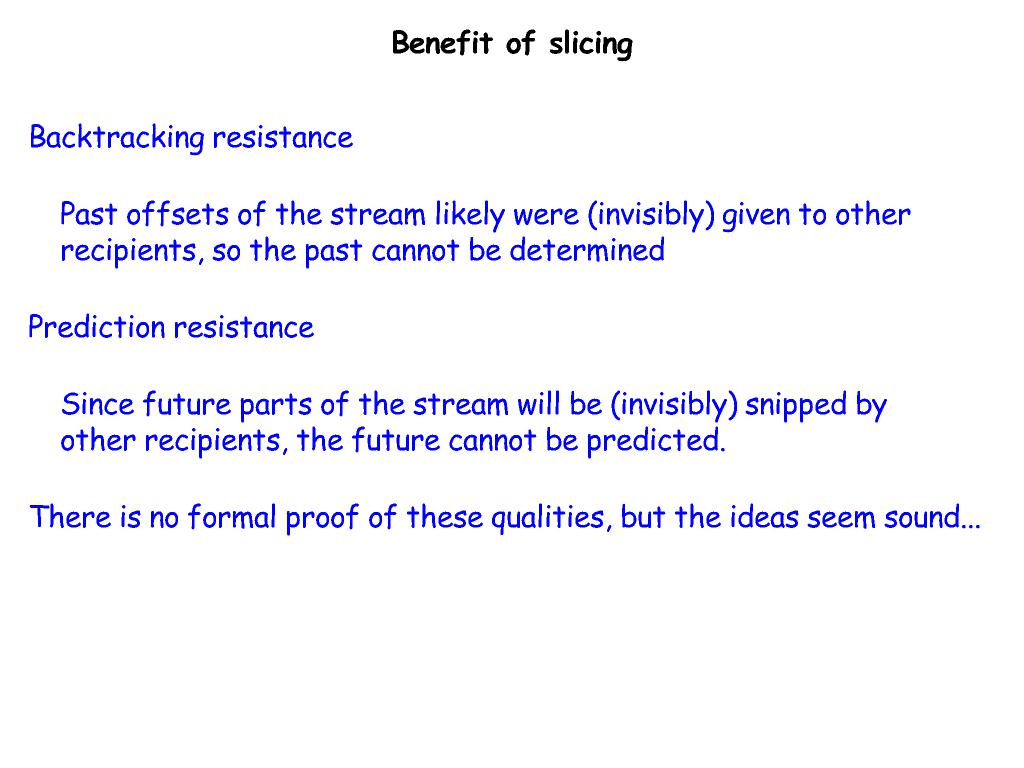 Benefit of slicing
Backtracking resistance
Past offsets of the stream likely were (invisibly) given to other
recipients, so the past cannot be determined
Prediction resistance
Since future parts of the stream will be (invisibly) snipped by
other recipients, the future cannot be predicted.
There is no formal proof of these qualities, but the ideas seem sound...